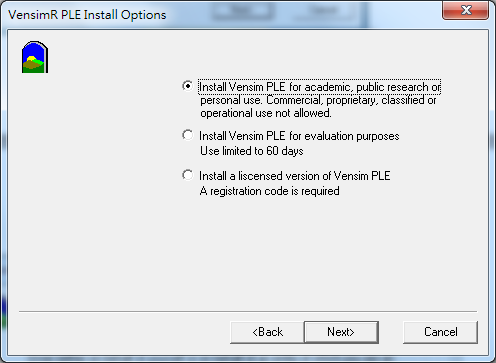 VensimR PLE Install Options
Install Vensim PLE for academic, public research or
personal use. Commercial, proprietary, classified or
operational use not allowed.
Install Vensim PLE for evaluation purposes
Use limited to 60 days
Install a liscensed version of Vensim PLE
A registration code is required
<Back
Next>
Cancel